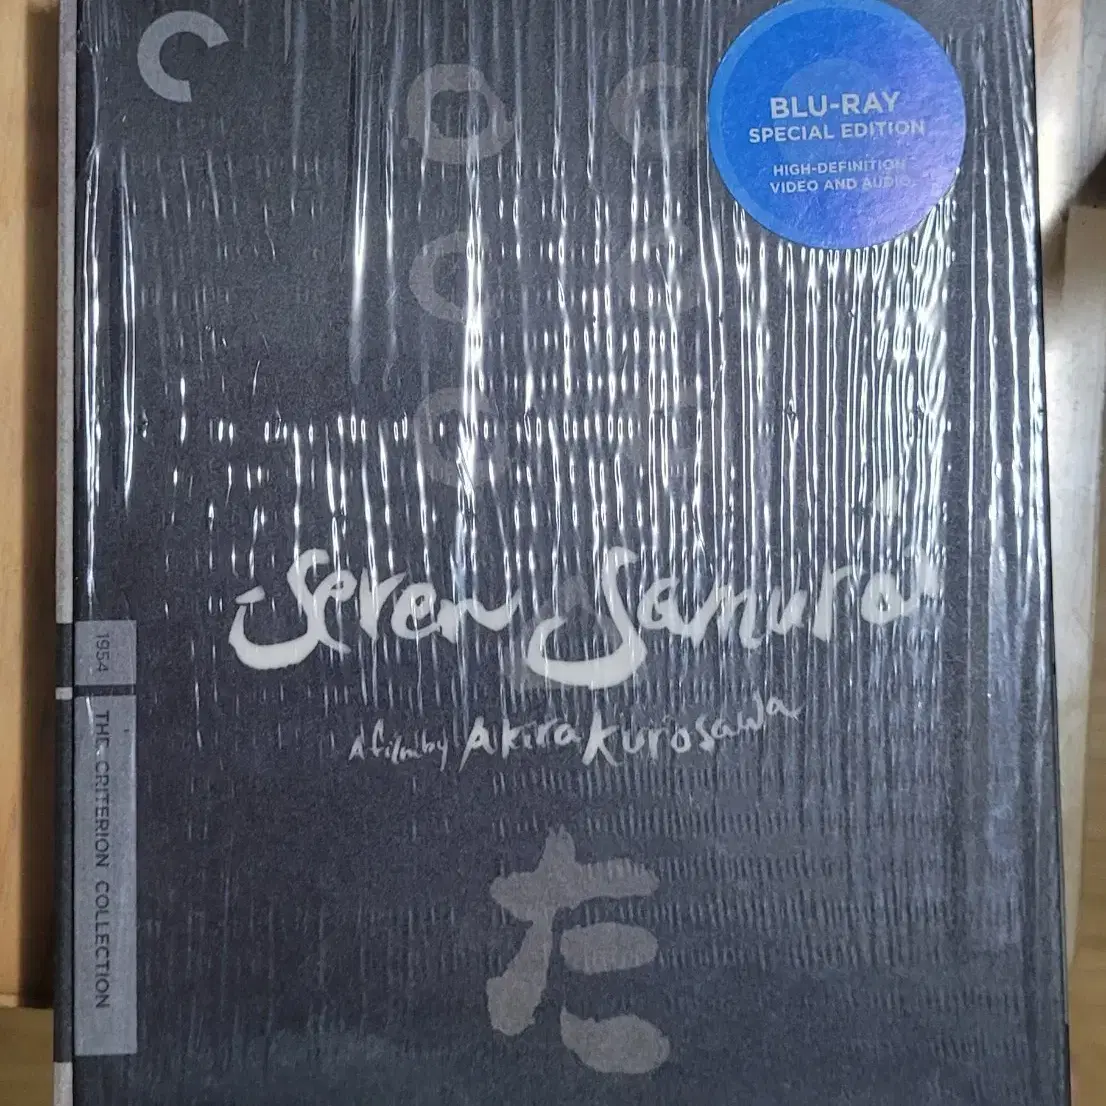 BLU-RAY
SPECIAL EDITION
HIGH-DEFINITION
VIDEO AND AUDIO
Seven Samurai
A film by Akira Kurosawa
た
1954
THE CRITERION COLLECTION